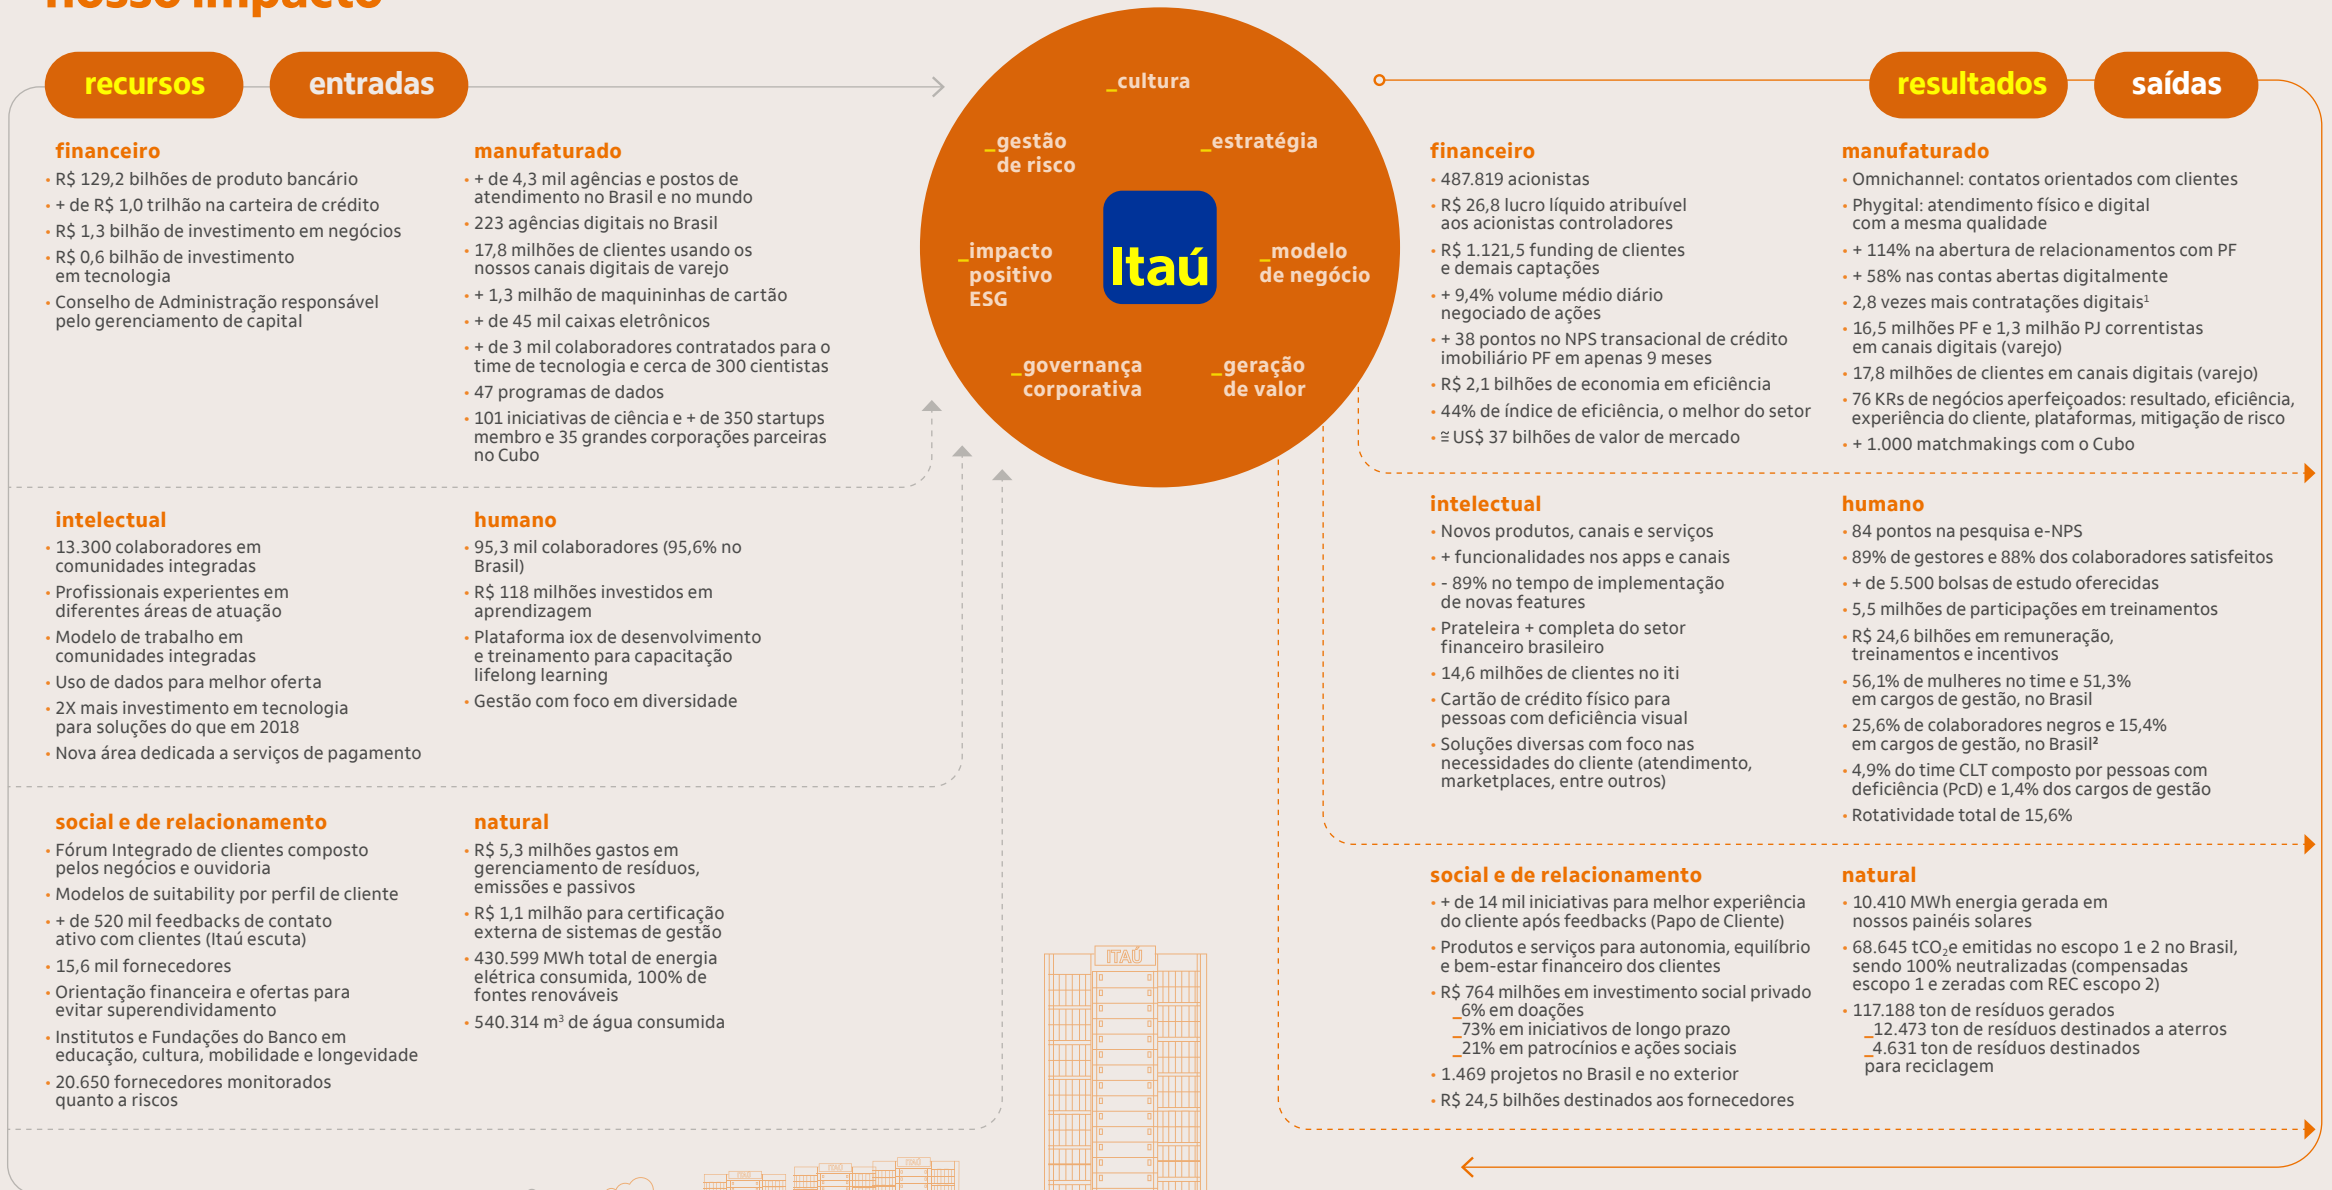 nosso impacto
recursos
entradas
financeiro
• R$ 129,2 bilhões de produto bancário
• + de R$ 1,0 trilhão na carteira de crédito
• R$ 1,3 bilhão de investimento em negócios
• R$ 0,6 bilhão de investimento
em tecnologia
• Conselho de Administração responsável
pelo gerenciamento de capital
manufaturado
• + de 4,3 mil agências e postos de
atendimento no Brasil e no mundo
• 223 agências digitais no Brasil
• 17,8 milhões de clientes usando os
nossos canais digitais de varejo
• + 1,3 milhão de maquininhas de cartão
• + de 45 mil caixas eletrônicos
• + de 3 mil colaboradores contratados para o
time de tecnologia e cerca de 300 cientistas
• 47 programas de dados
• 101 iniciativas de ciência e + de 350 startups
membro e 35 grandes corporações parceiras
no Cubo
intelectual
• 13.300 colaboradores em
comunidades integradas
• Profissionais experientes em
diferentes áreas de atuação
• Modelo de trabalho em
comunidades integradas
• Uso de dados para melhor oferta
• 2X mais investimento em tecnologia
para soluções do que em 2018
• Nova área dedicada a serviços de pagamento
humano
• 95,3 mil colaboradores (95,6% no
Brasil)
• R$ 118 milhões investidos em
aprendizagem
• Plataforma iox de desenvolvimento
e treinamento para capacitação
lifelong learning
• Gestão com foco em diversidade
social e de relacionamento
• Fórum Integrado de clientes composto
pelos negócios e ouvidoria
• Modelos de suitability por perfil de cliente
• + de 520 mil feedbacks de contato
ativo com clientes (Itaú escuta)
• 15,6 mil fornecedores
• Orientação financeira e ofertas para
evitar superendividamento
• Institutos e Fundações do Banco em
educação, cultura, mobilidade e longevidade
• 20.650 fornecedores monitorados
quanto a riscos
natural
• R$ 5,3 milhões gastos em
gerenciamento de resíduos,
emissões e passivos
• R$ 1,1 milhão para certificação
externa de sistemas de gestão
• 430.599 MWh total de energia
elétrica consumida, 100% de
fontes renováveis
• 540.314 m³ de água consumida
_cultura
_gestão
de risco
_estratégia
_impacto
positivo
ESG
Itaú
_modelo
de negócio
_governança
corporativa
_geração
de valor
resultados
saídas
financeiro
• 487.819 acionistas
• R$ 26,8 lucro líquido atribuível
aos acionistas controladores
• R$ 1.121,5 funding de clientes
e demais captações
• + 9,4% volume médio diário
negociado de ações
• + 38 pontos no NPS transacional de crédito
imobiliário PF em apenas 9 meses
• R$ 2,1 bilhões de economia em eficiência
• 44% de índice de eficiência, o melhor do setor
• ≅ US$ 37 bilhões de valor de mercado
manufaturado
• Omnichannel: contatos orientados com clientes
• Phygital: atendimento físico e digital
com a mesma qualidade
• + 114% na abertura de relacionamentos com PF
• + 58% nas contas abertas digitalmente
• 2,8 vezes mais contratações digitais¹
• 16,5 milhões PF e 1,3 milhão PJ correntistas
em canais digitais (varejo)
• 17,8 milhões de clientes em canais digitais (varejo)
• 76 KRs de negócios aperfeiçoados: resultado, eficiência,
experiência do cliente, plataformas, mitigação de risco
• + 1.000 matchmakings com o Cubo
intelectual
• Novos produtos, canais e serviços
• + funcionalidades nos apps e canais
• - 89% no tempo de implementação
de novas features
• Prateleira + completa do setor
financeiro brasileiro
• 14,6 milhões de clientes no iti
• Cartão de crédito físico para
pessoas com deficiência visual
• Soluções diversas com foco nas
necessidades do cliente (atendimento,
marketplaces, entre outros)
humano
• 84 pontos na pesquisa e-NPS
• 89% de gestores e 88% dos colaboradores satisfeitos
• + de 5.500 bolsas de estudo oferecidas
• 5,5 milhões de participações em treinamentos
• R$ 24,6 bilhões em remuneração,
treinamentos e incentivos
• 56,1% de mulheres no time e 51,3%
em cargos de gestão, no Brasil
• 25,6% de colaboradores negros e 15,4%
em cargos de gestão, no Brasil²
• 4,9% do time CLT composto por pessoas com
deficiência (PcD) e 1,4% dos cargos de gestão
• Rotatividade total de 15,6%
social e de relacionamento
• + de 14 mil iniciativas para melhor experiência
do cliente após feedbacks (Papo de Cliente)
• Produtos e serviços para autonomia, equilíbrio
e bem-estar financeiro dos clientes
• R$ 764 milhões em investimento social privado
_6% em doações
_73% em iniciativos de longo prazo
_21% em patrocínios e ações sociais
• 1.469 projetos no Brasil e no exterior
• R$ 24,5 bilhões destinados aos fornecedores
natural
• 10.410 MWh energia gerada em
nossos painéis solares
• 68.645 tCO₂e emitidas no escopo 1 e 2 no Brasil,
sendo 100% neutralizadas (compensadas
escopo 1 e zeradas com REC escopo 2)
• 117.188 ton de resíduos gerados
_12.473 ton de resíduos destinados a aterros
_4.631 ton de resíduos destinados
para reciclagem
ITAÚ
ITAÚ
ITAÚ
ITAÚ